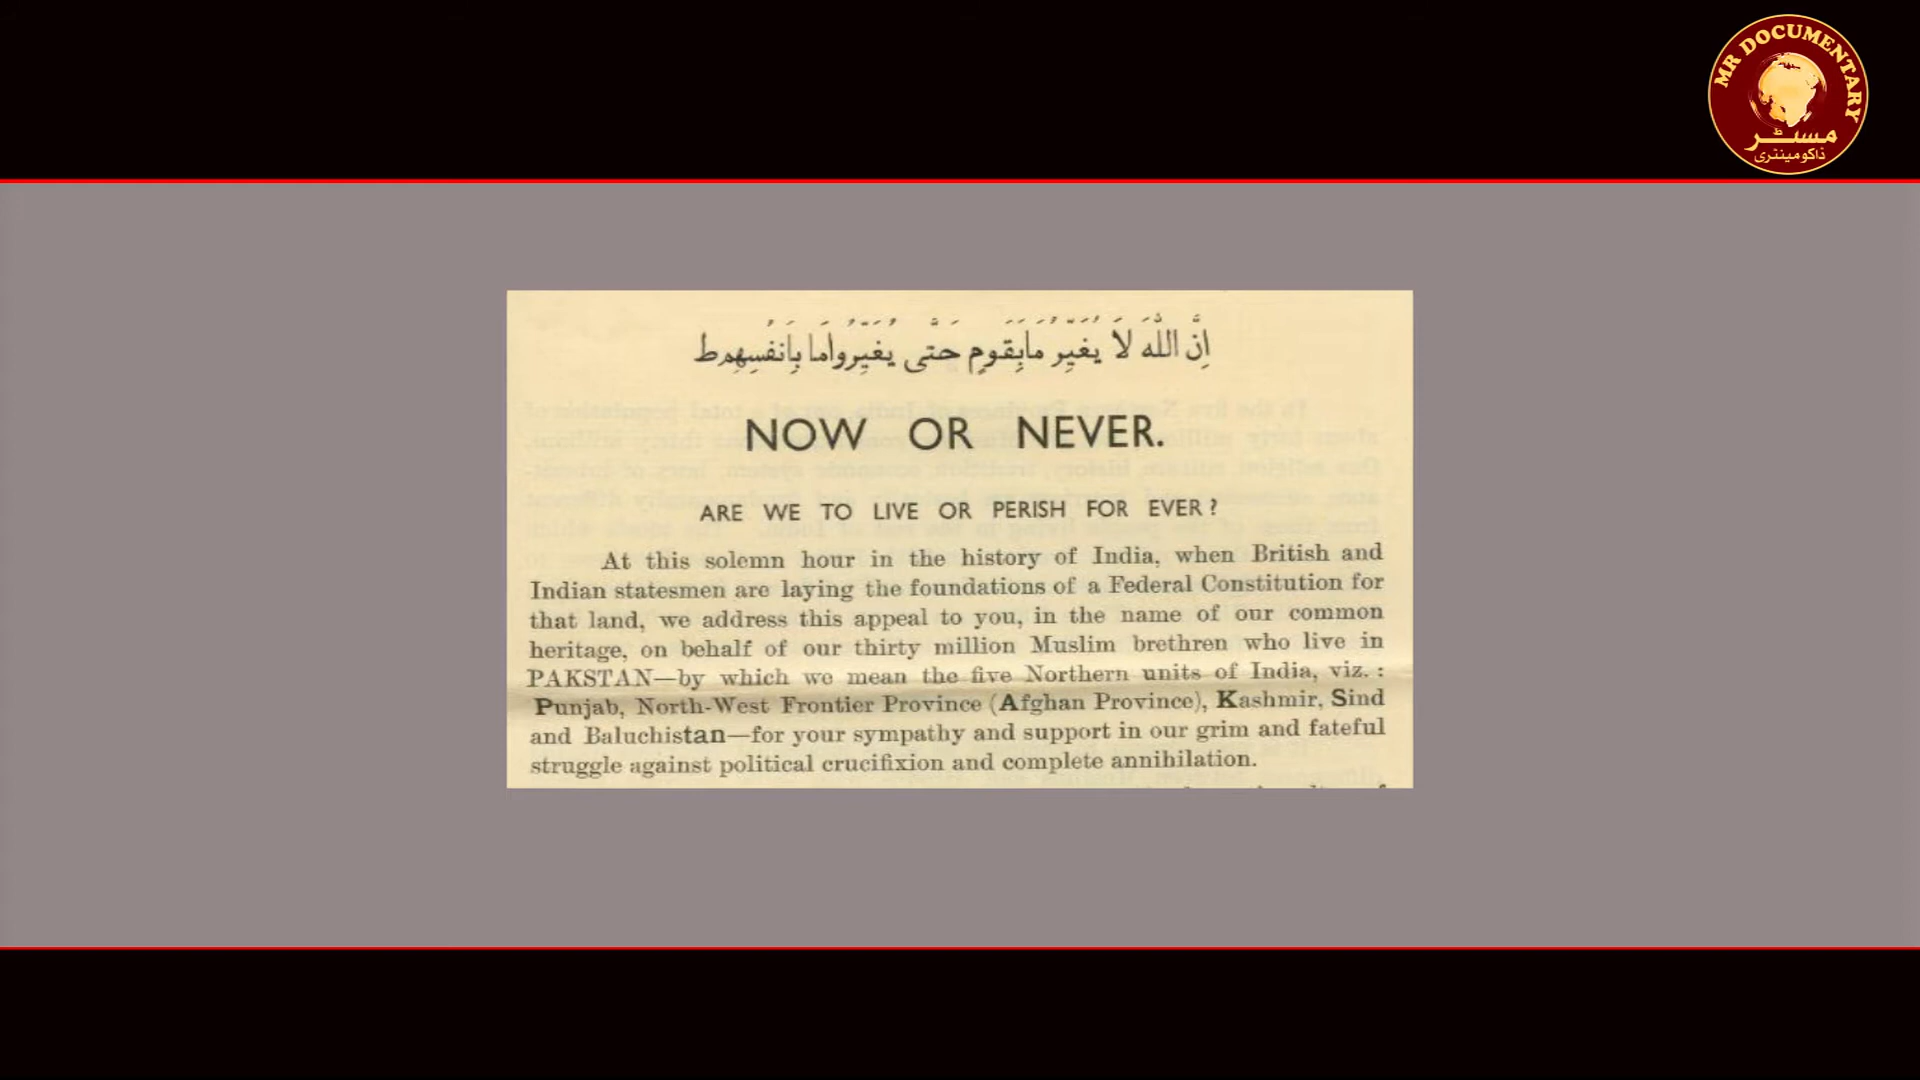 MR DOCUMENTARY
مسٹر
ڈاکومینٹری
اِنَّ اللّٰهَ لَا يُغَيِّرُ مَابِقَوْمٍ حَتّٰى يُغَيِّرُوامَا بِاَنْفُسِهِمْط
NOW OR NEVER.
ARE WE TO LIVE OR PERISH FOR EVER?
At this solemn hour in the history of India, when British and
Indian statesmen are laying the foundations of a Federal Constitution for
that land, we address this appeal to you, in the name of our common
heritage, on behalf of our thirty million Muslim brethren who live in
PAKSTAN—by which we mean the five Northern units of India, viz. :
Punjab, North-West Frontier Province (Afghan Province), Kashmir, Sind
and Baluchistan—for your sympathy and support in our grim and fateful
struggle against political crucifixion and complete annihilation.